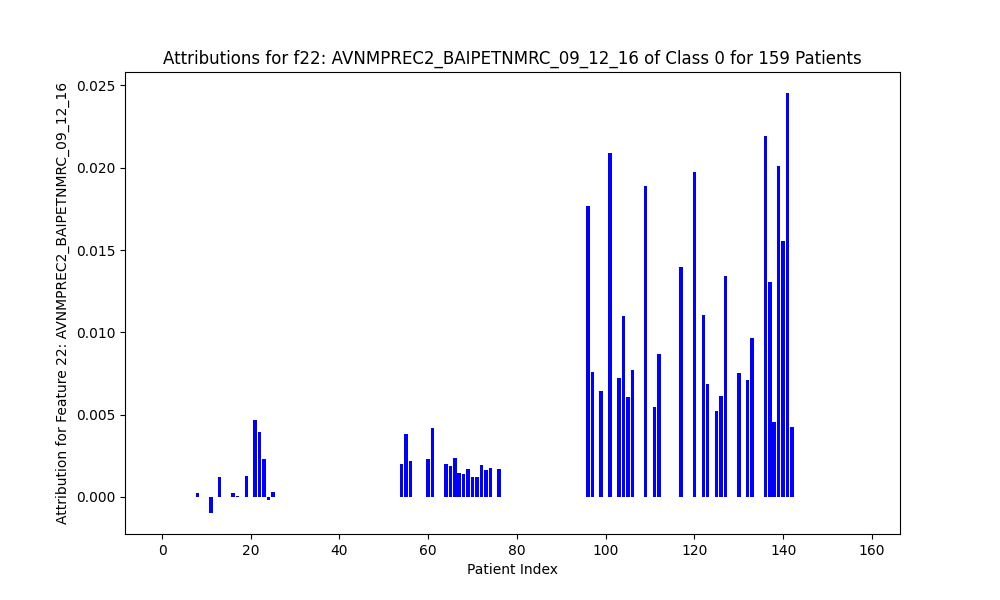 Attributions for f22: AVNMPREC2_BAIPETNMRC_09_12_16 of Class 0 for 159 Patients
Attribution for Feature 22: AVNMPREC2_BAIPETNMRC_09_12_16
0.025
0.020
0.015
0.010
0.005
0.000
0 20 40 60 80 100 120 140 160
Patient Index